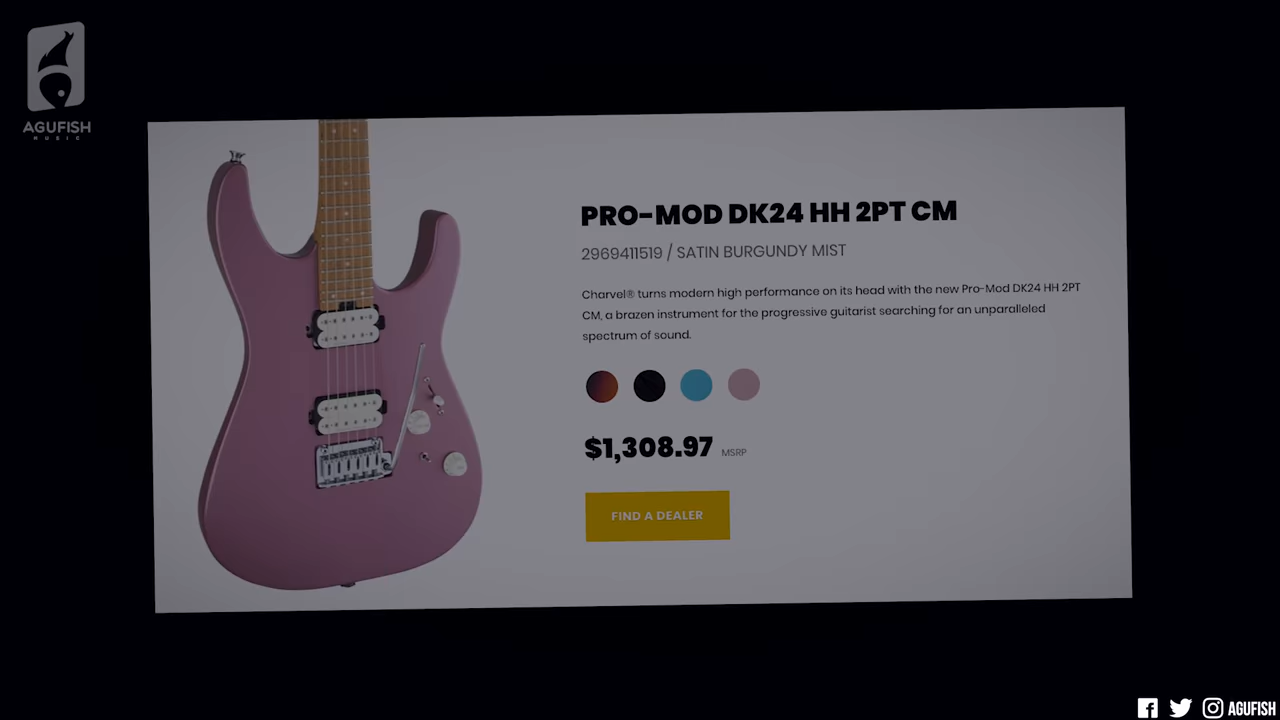 AGUFISH
MUSIC
PRO-MOD DK24 HH 2PT CM
2969411519 / SATIN BURGUNDY MIST
Charvel® turns modern high performance on its head with the new Pro-Mod DK24 HH 2PT
CM, a brazen instrument for the progressive guitarist searching for an unparalleled
spectrum of sound.
$1,308.97 MSRP
FIND A DEALER
AGUFISH